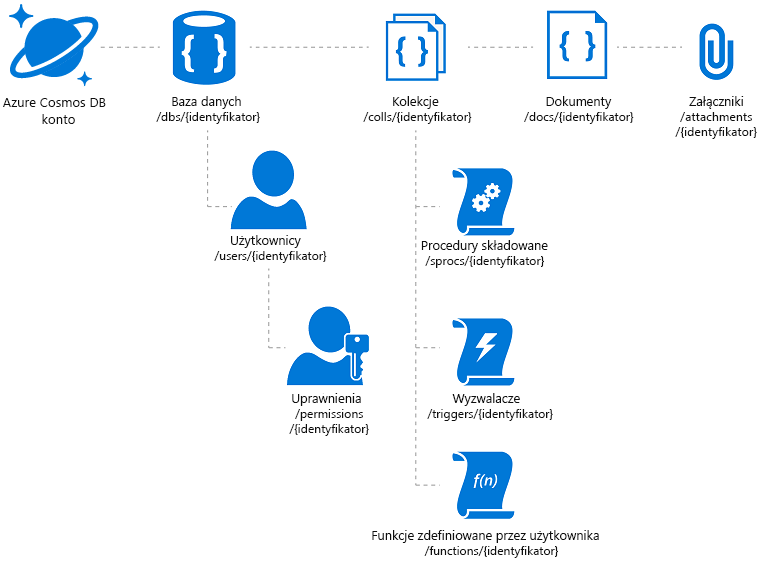 Azure Cosmos DB
konto
Baza danych
/dbs/{identyfikator}
Kolekcje
/colls/{identyfikator}
Dokumenty
/docs/{identyfikator}
Załączniki
/attachments
/{identyfikator}
Użytkownicy
/users/{identyfikator}
Procedury składowane
/sprocs/{identyfikator}
Uprawnienia
/permissions
/{identyfikator}
Wyzwalacze
/triggers/{identyfikator}
f(n)
Funkcje zdefiniowane przez użytkownika
/functions/{identyfikator}